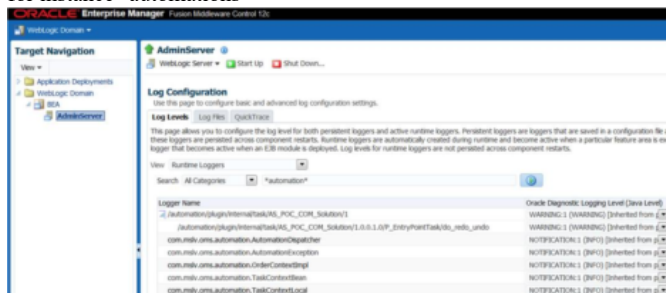 ORACLE Enterprise Manager Fusion Middleware Control 12c
WebLogic Domain
Target Navigation
View
Application Deployments
WebLogic Domain
BEA
AdminServer
AdminServer
WebLogic Server Start Up Shut Down...
Log Configuration
Use this page to configure basic and advanced log configuration settings.
Log Levels Log Files QuickTrace
This page allows you to configure the log level for both persistent loggers and active runtime loggers. Persistent loggers are loggers that are saved in a configuration file
these loggers are persisted across component restarts. Runtime loggers are automatically created during runtime and become active when a particular feature area is ex
logger that becomes active when an EJB module is deployed. Log levels for runtime loggers are not persisted across component restarts.
View Runtime Loggers
Search All Categories *automation*
Logger Name Oracle Diagnostic Logging Level (Java Level)
/automation/plugin/internal/task/AS_POC_COM_Solution/1 WARNING:1 (WARNING) [Inherited from
/automation/plugin/internal/task/AS_POC_COM_Solution/1.0.0.1.0/P_EntryPointTask/do_redo_undo WARNING:1 (WARNING) [Inherited from
com.mslv.oms.automation.AutomationDispatcher NOTIFICATION:1 (INFO) [Inherited from
com.mslv.oms.automation.AutomationException NOTIFICATION:1 (INFO) [Inherited from
com.mslv.oms.automation.OrderContextImpl NOTIFICATION:1 (INFO) [Inherited from
com.mslv.oms.automation.TaskContextBean NOTIFICATION:1 (INFO) [Inherited from
com.mslv.oms.automation.TaskContextLocal NOTIFICATION:1 (INFO) [Inherited from